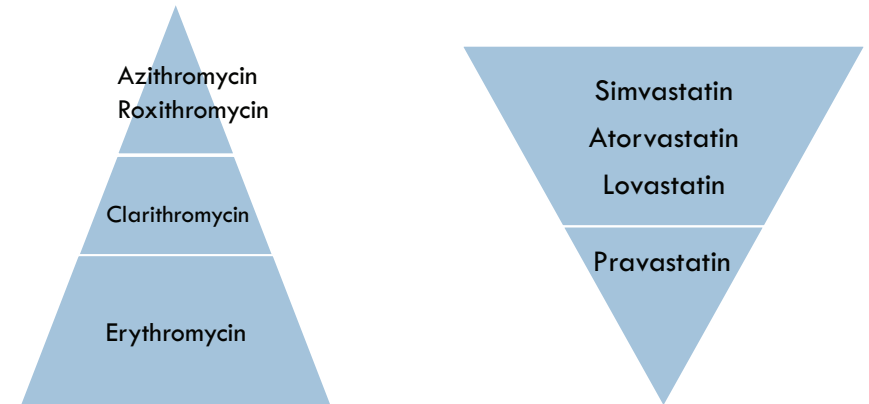 Azithromycin
Roxithromycin
Clarithromycin
Erythromycin
Simvastatin
Atorvastatin
Lovastatin
Pravastatin